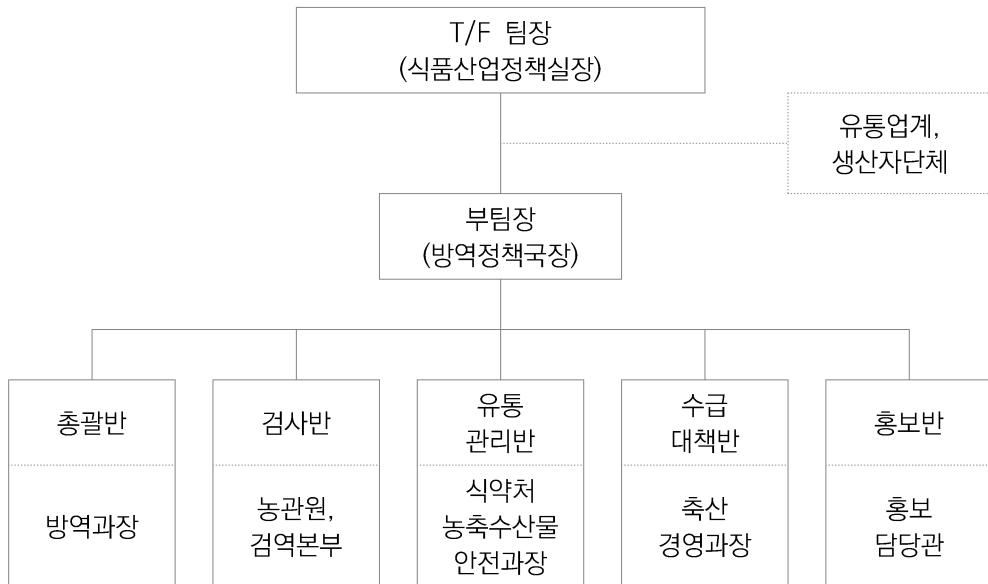 T/F 팀장
(식품산업정책실장)
유통업계,
생산자단체
부팀장
(방역정책국장)
총괄반
검사반
유통
관리반
수급
대책반
홍보반
방역과장
농관원,
검역본부
식약처
농축수산물
안전과장
축산
경영과장
홍보
담당관